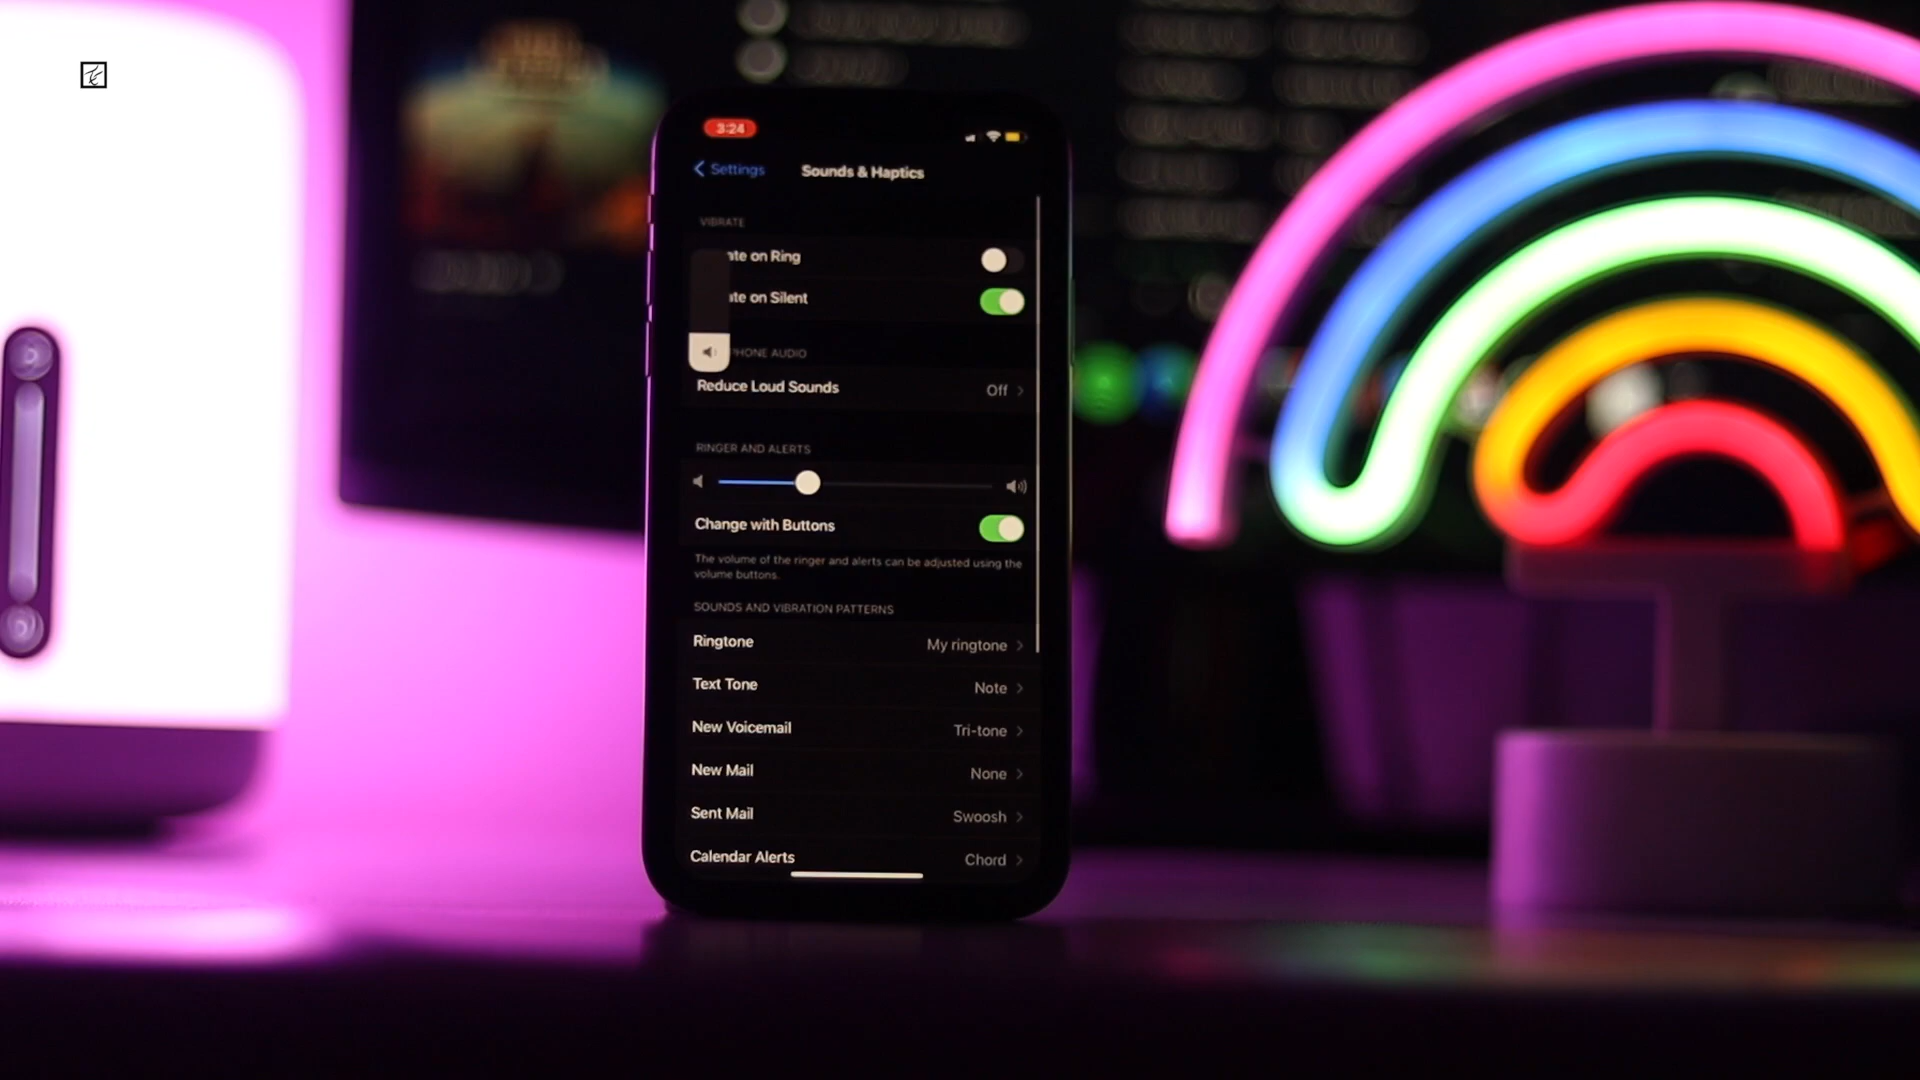 3:24
Settings
Sounds & Haptics
VIBRATE
ate on Ring
ate on Silent
PHONE AUDIO
Reduce Loud Sounds
Off
RINGER AND ALERTS
Change with Buttons
The volume of the ringer and alerts can be adjusted using the
volume buttons.
SOUNDS AND VIBRATION PATTERNS
Ringtone My ringtone
Text Tone Note
New Voicemail Tri-tone
New Mail None
Sent Mail Swoosh
Calendar Alerts Chord